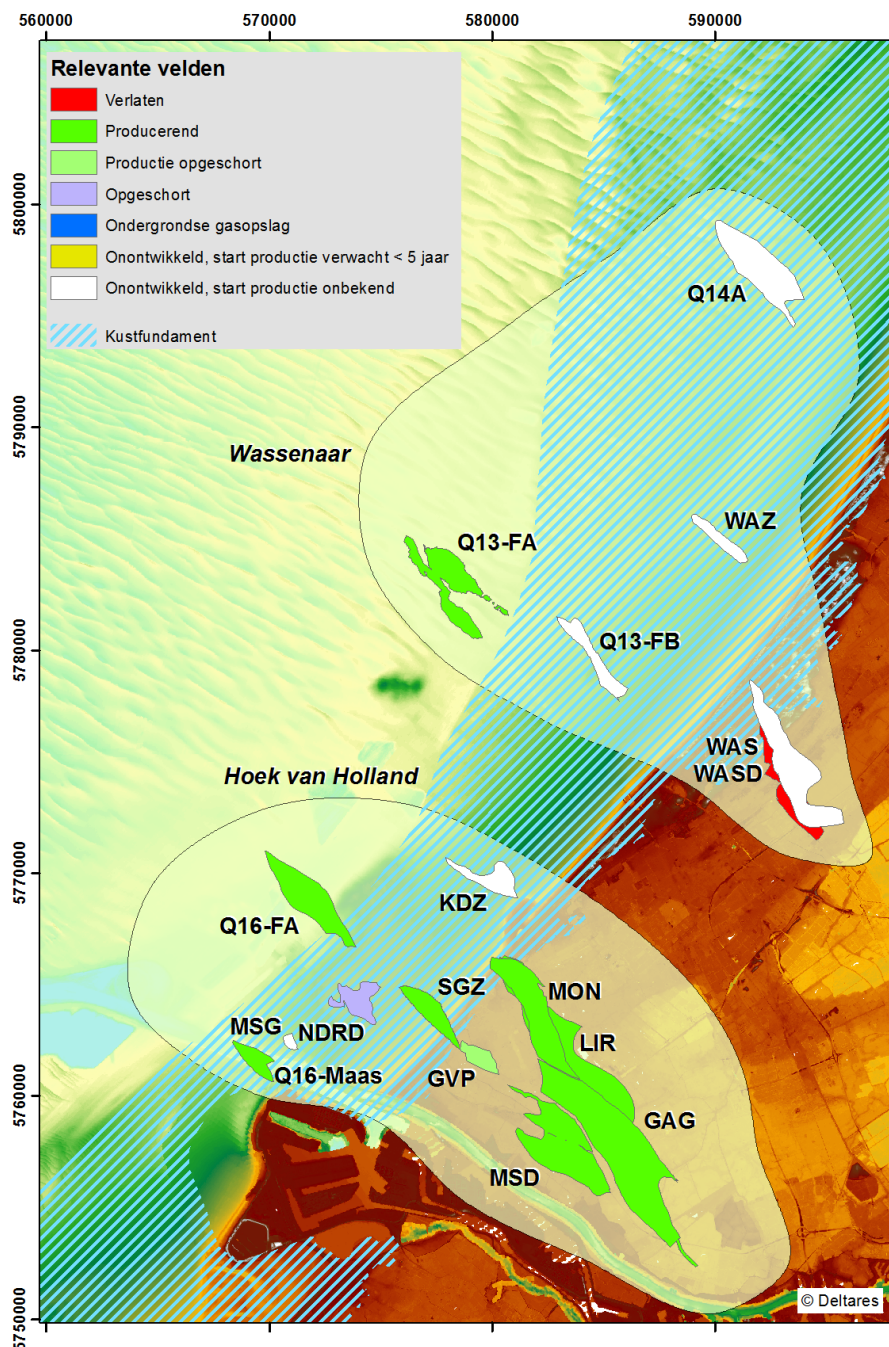 560000
570000
580000
590000
Relevante velden
Verlaten
Producerend
Productie opgeschort
Opgeschort
Ondergrondse gasopslag
Onontwikkeld, start productie verwacht < 5 jaar
Onontwikkeld, start productie onbekend
Kustfundament
5800000
Q14A
5790000
Wassenaar
WAZ
Q13-FA
5780000
Q13-FB
WAS
WASD
Hoek van Holland
5770000
KDZ
Q16-FA
SGZ
MON
MSG
NDRD
LIR
Q16-Maas
GVP
5760000
GAG
MSD
© Deltares
5750000